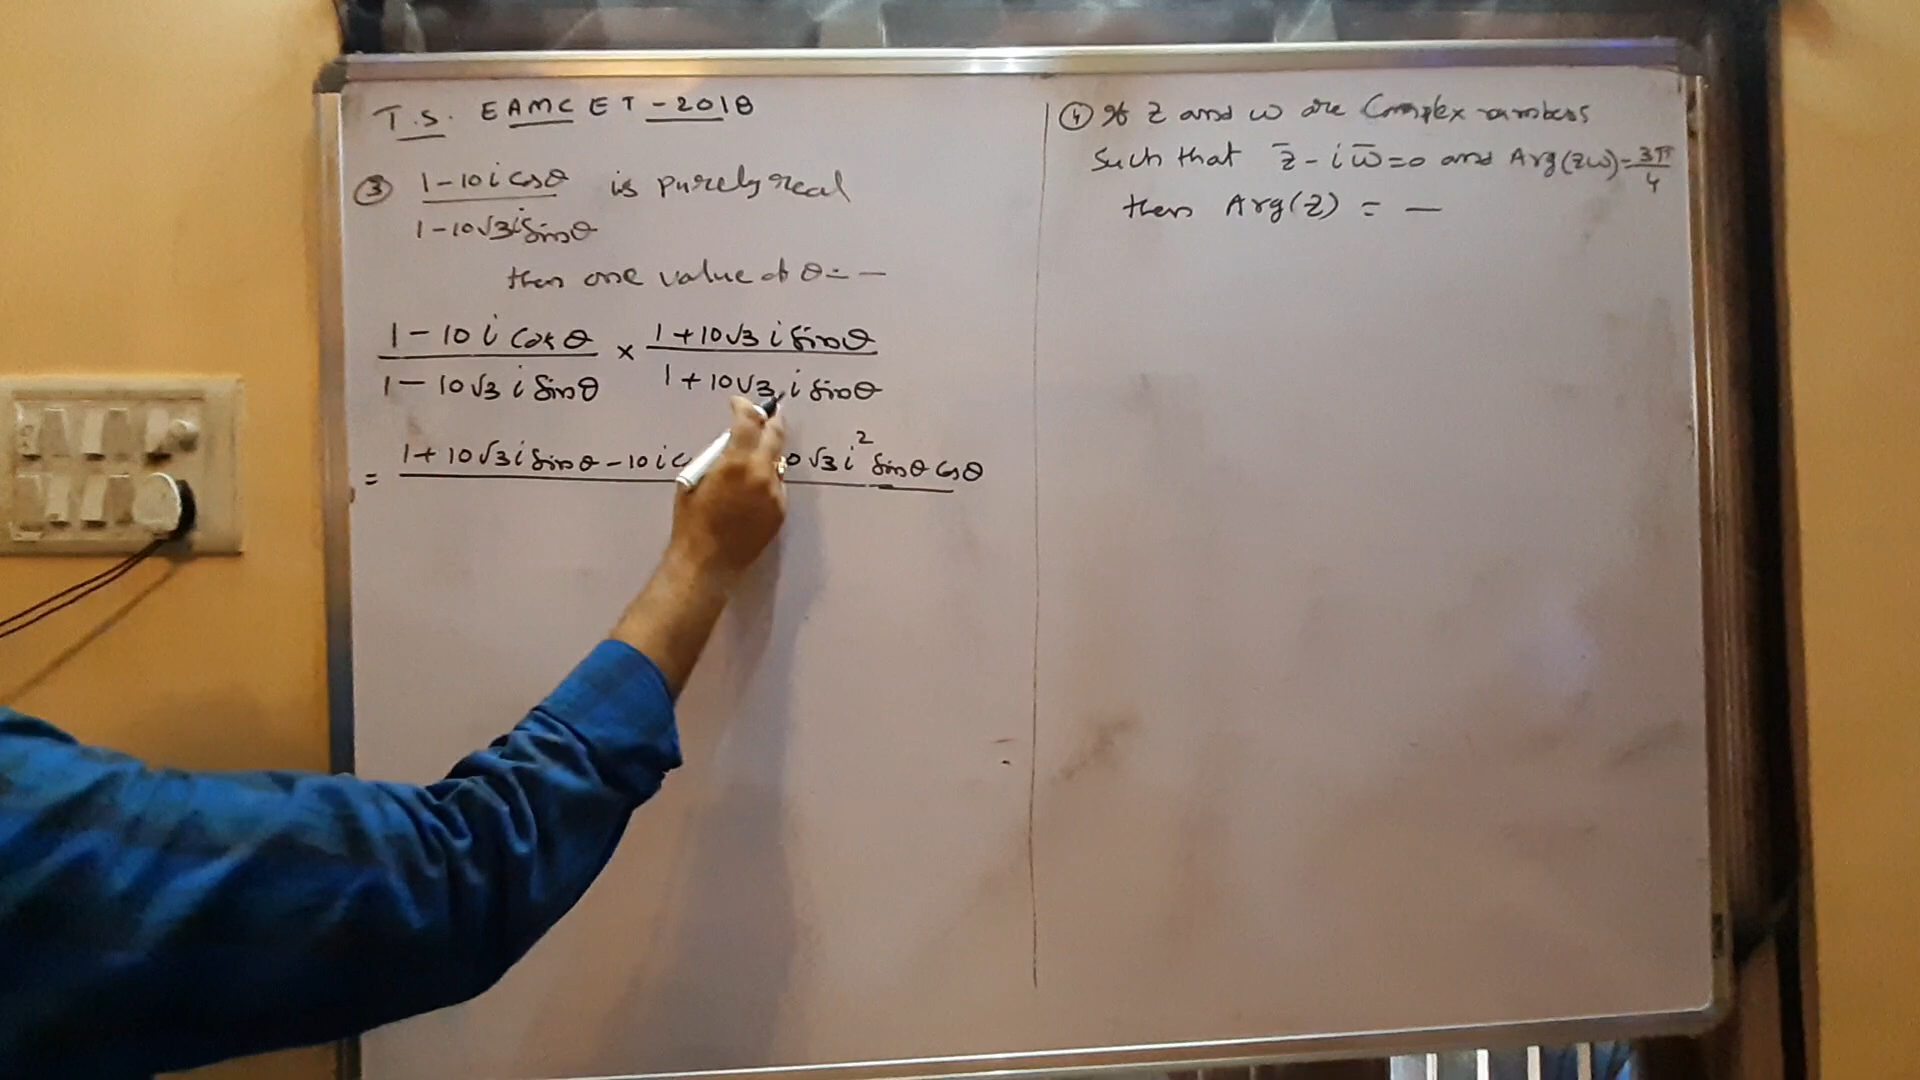 T.S. EAMCET - 2018
③ 1-10 i cosθ / 1-10√3 i sinθ is purely real
then one value of θ = —
1 - 10 i cosθ / 1 - 10√3 i sinθ × 1 + 10√3 i sinθ / 1 + 10√3 i sinθ
= 1 + 10√3 i sinθ - 10 i c 0 √3 i² sinθ cosθ
④ If z and ω are Complex numbers
Such that z̄ - i ω̄ = 0 and Arg(zω) = 3π/4
then Arg(z) = —